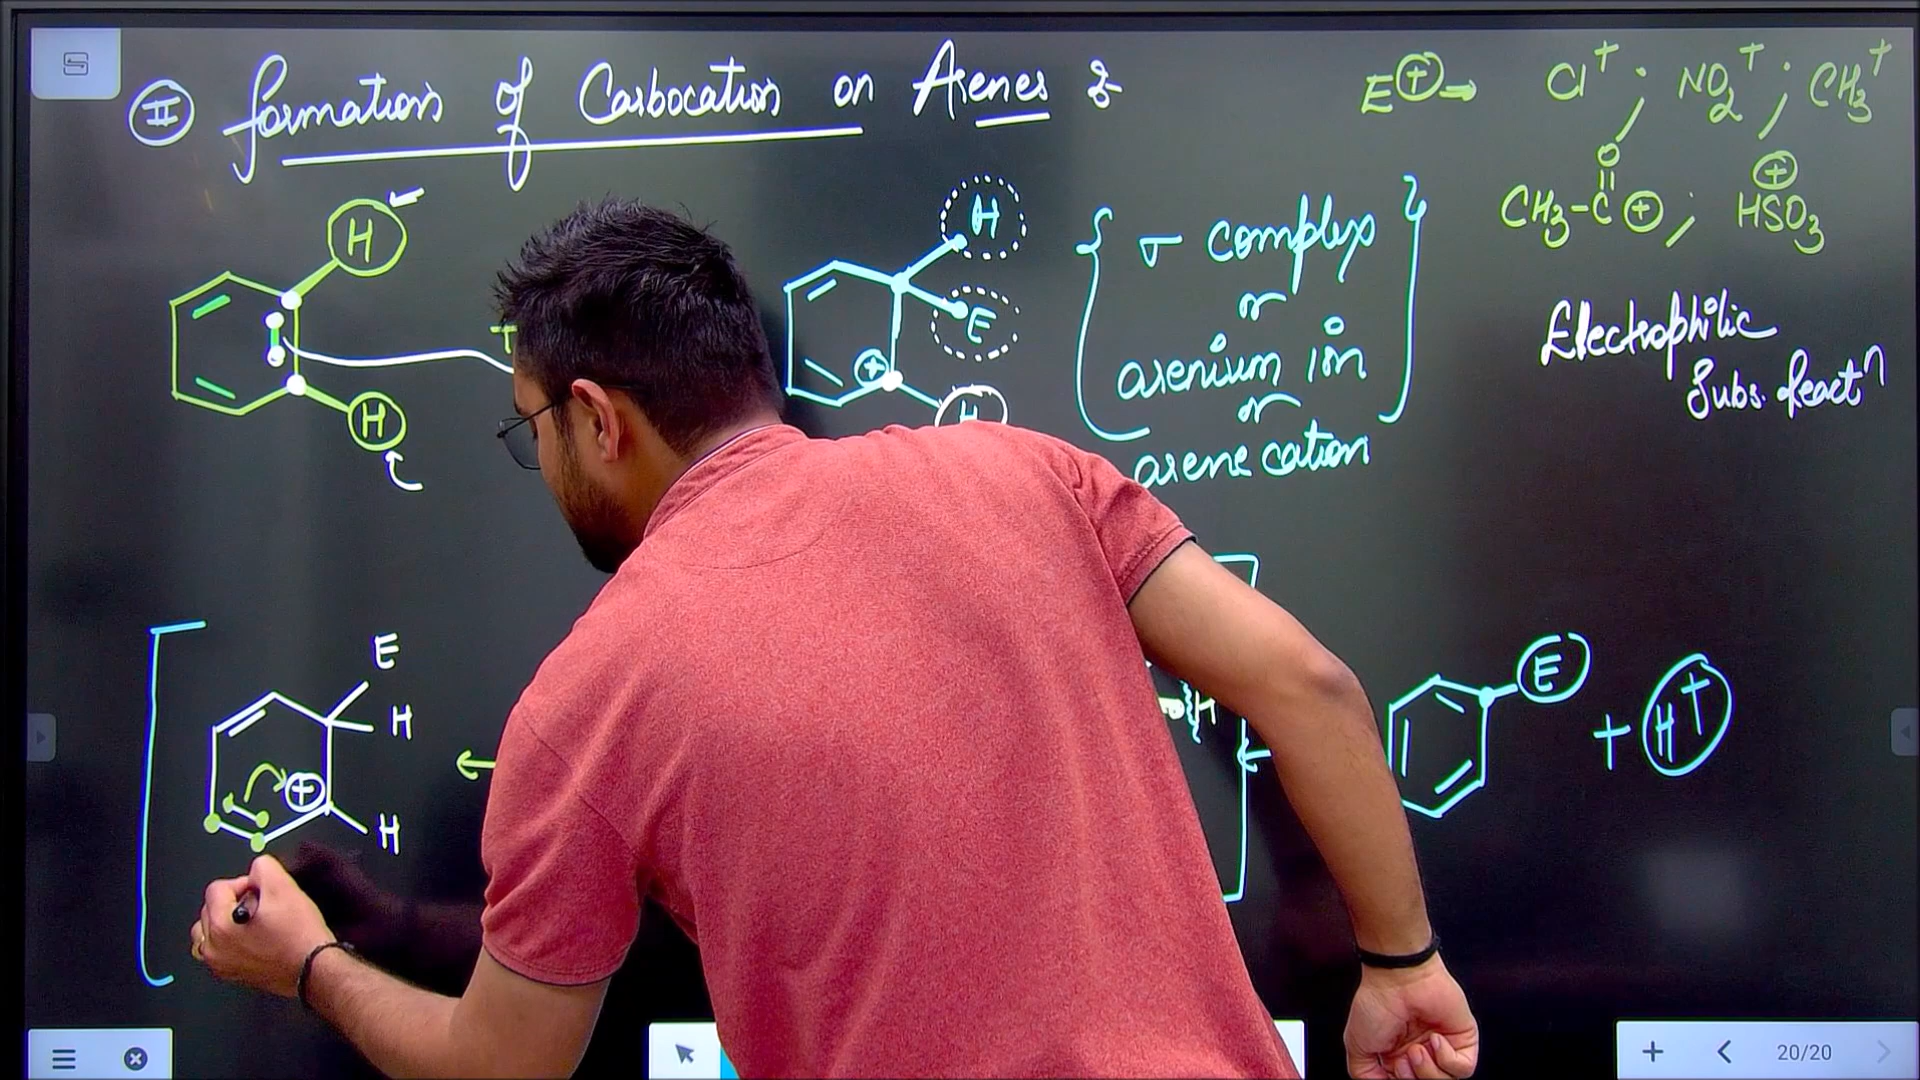 II formation of Carbocation on Arenes :-
E⊕→ Cl⁺ ; NO₂⁺ ; CH₃⁺ ;
O
CH₃-C⊕ ; HSO₃⊕
H
H
H
E
⊕
H
{ σ complex }
or
arenium ion
or
arene cation
Electrophilic
Subs. Reactⁿ
E
H
⊕
H
H
E
+ H⁺
20/20